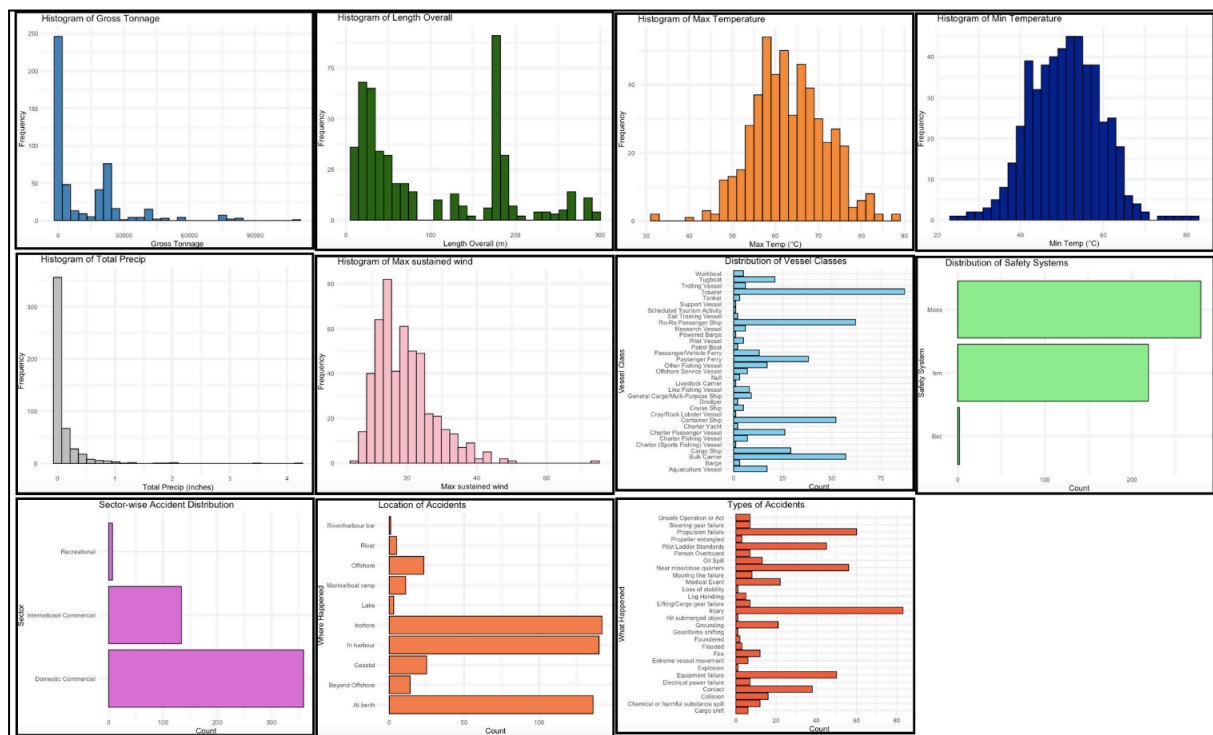 Histogram of Gross Tonnage
Frequency
250
200
150
100
50
0
0 30000 60000 90000
Gross Tonnage
Histogram of Length Overall
Frequency
75
50
25
0
0 100 200 300
Length Overall (m)
Histogram of Max Temperature
Frequency
40
20
0
30 40 50 60 70 80 90
Max Temp (°C)
Histogram of Min Temperature
Frequency
40
30
20
10
0
20 40 60 80
Min Temp (°C)
Histogram of Total Precip
Frequency
300
200
100
0
0 1 2 3 4
Total Precip (inches)
Histogram of Max sustained wind
Frequency
80
60
40
20
0
20 40 60
Max sustained wind
Distribution of Vessel Classes
Vessel Class
Workboat
Tugboat
Trolling Vessel
Trawler
Tanker
Support Vessel
Scheduled Tourism Activity
Sail Training Vessel
Ro-Ro Passenger Ship
Research Vessel
Powered Barge
Pilot Vessel
Patrol Boat
Passenger/Vehicle Ferry
Passenger Ferry
Other Fishing Vessel
Offshore Service Vessel
Null
Livestock Carrier
Line Fishing Vessel
General Cargo/Multi-Purpose Ship
Dredger
Cruise Ship
Cray/Rock Lobster Vessel
Container Ship
Charter Yacht
Charter Passenger Vessel
Charter Fishing Vessel
Charter (Sports Fishing) Vessel
Cargo Ship
Bulk Carrier
Barge
Aquaculture Vessel
0 25 50 75
Count
Distribution of Safety Systems
Safety System
Moss
Ism
Bsc
0 100 200
Count
Sector-wise Accident Distribution
Sector
Recreational
International Commercial
Domestic Commercial
0 100 200 300
Count
Location of Accidents
Where Happened
River/harbour bar
River
Offshore
Marina/boat ramp
Lake
Inshore
In harbour
Coastal
Beyond Offshore
At berth
0 50 100
Count
Types of Accidents
What Happened
Unsafe Operation or Act
Steering gear failure
Propulsion failure
Propeller entangled
Pilot Ladder Standards
Person Overboard
Oil Spill
Near miss/close quarters
Mooring line failure
Medical Event
Loss of stability
Log Handling
Lifting/Cargo gear failure
Injury
Hit submerged object
Grounding
Gear/items shifting
Foundered
Flooded
Fire
Extreme vessel movement
Explosion
Equipment failure
Electrical power failure
Contact
Collision
Chemical or harmful substance spill
Cargo shift
0 20 40 60 80
Count